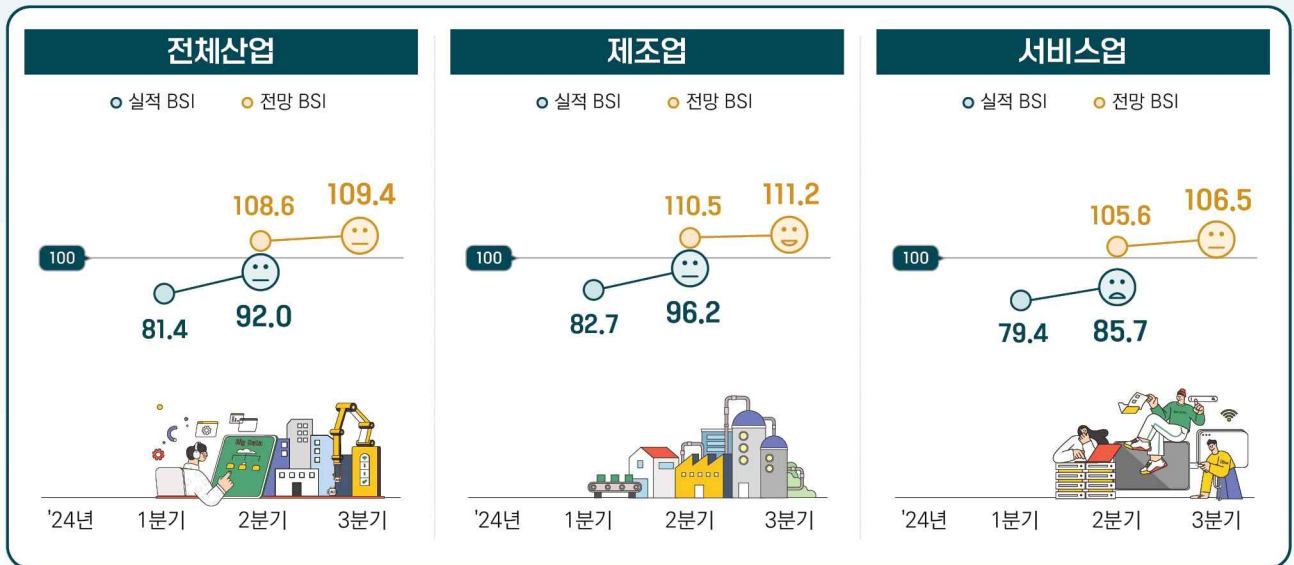 전체산업
실적 BSI 전망 BSI
108.6 109.4
100
81.4 92.0
'24년 1분기 2분기 3분기
제조업
실적 BSI 전망 BSI
110.5 111.2
100
82.7 96.2
'24년 1분기 2분기 3분기
서비스업
실적 BSI 전망 BSI
105.6 106.5
100
79.4 85.7
'24년 1분기 2분기 3분기
Big Data